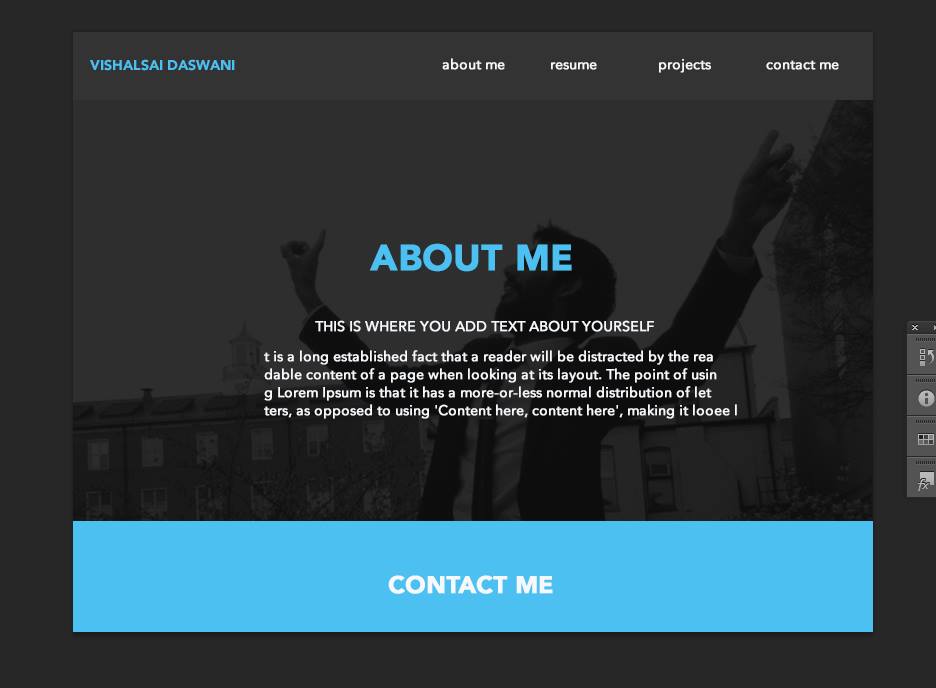 VISHALSAI DASWANI about me resume projects contact me
ABOUT ME
THIS IS WHERE YOU ADD TEXT ABOUT YOURSELF
t is a long established fact that a reader will be distracted by the rea
dable content of a page when looking at its layout. The point of usin
g Lorem Ipsum is that it has a more-or-less normal distribution of let
ters, as opposed to using 'Content here, content here', making it looee l
CONTACT ME